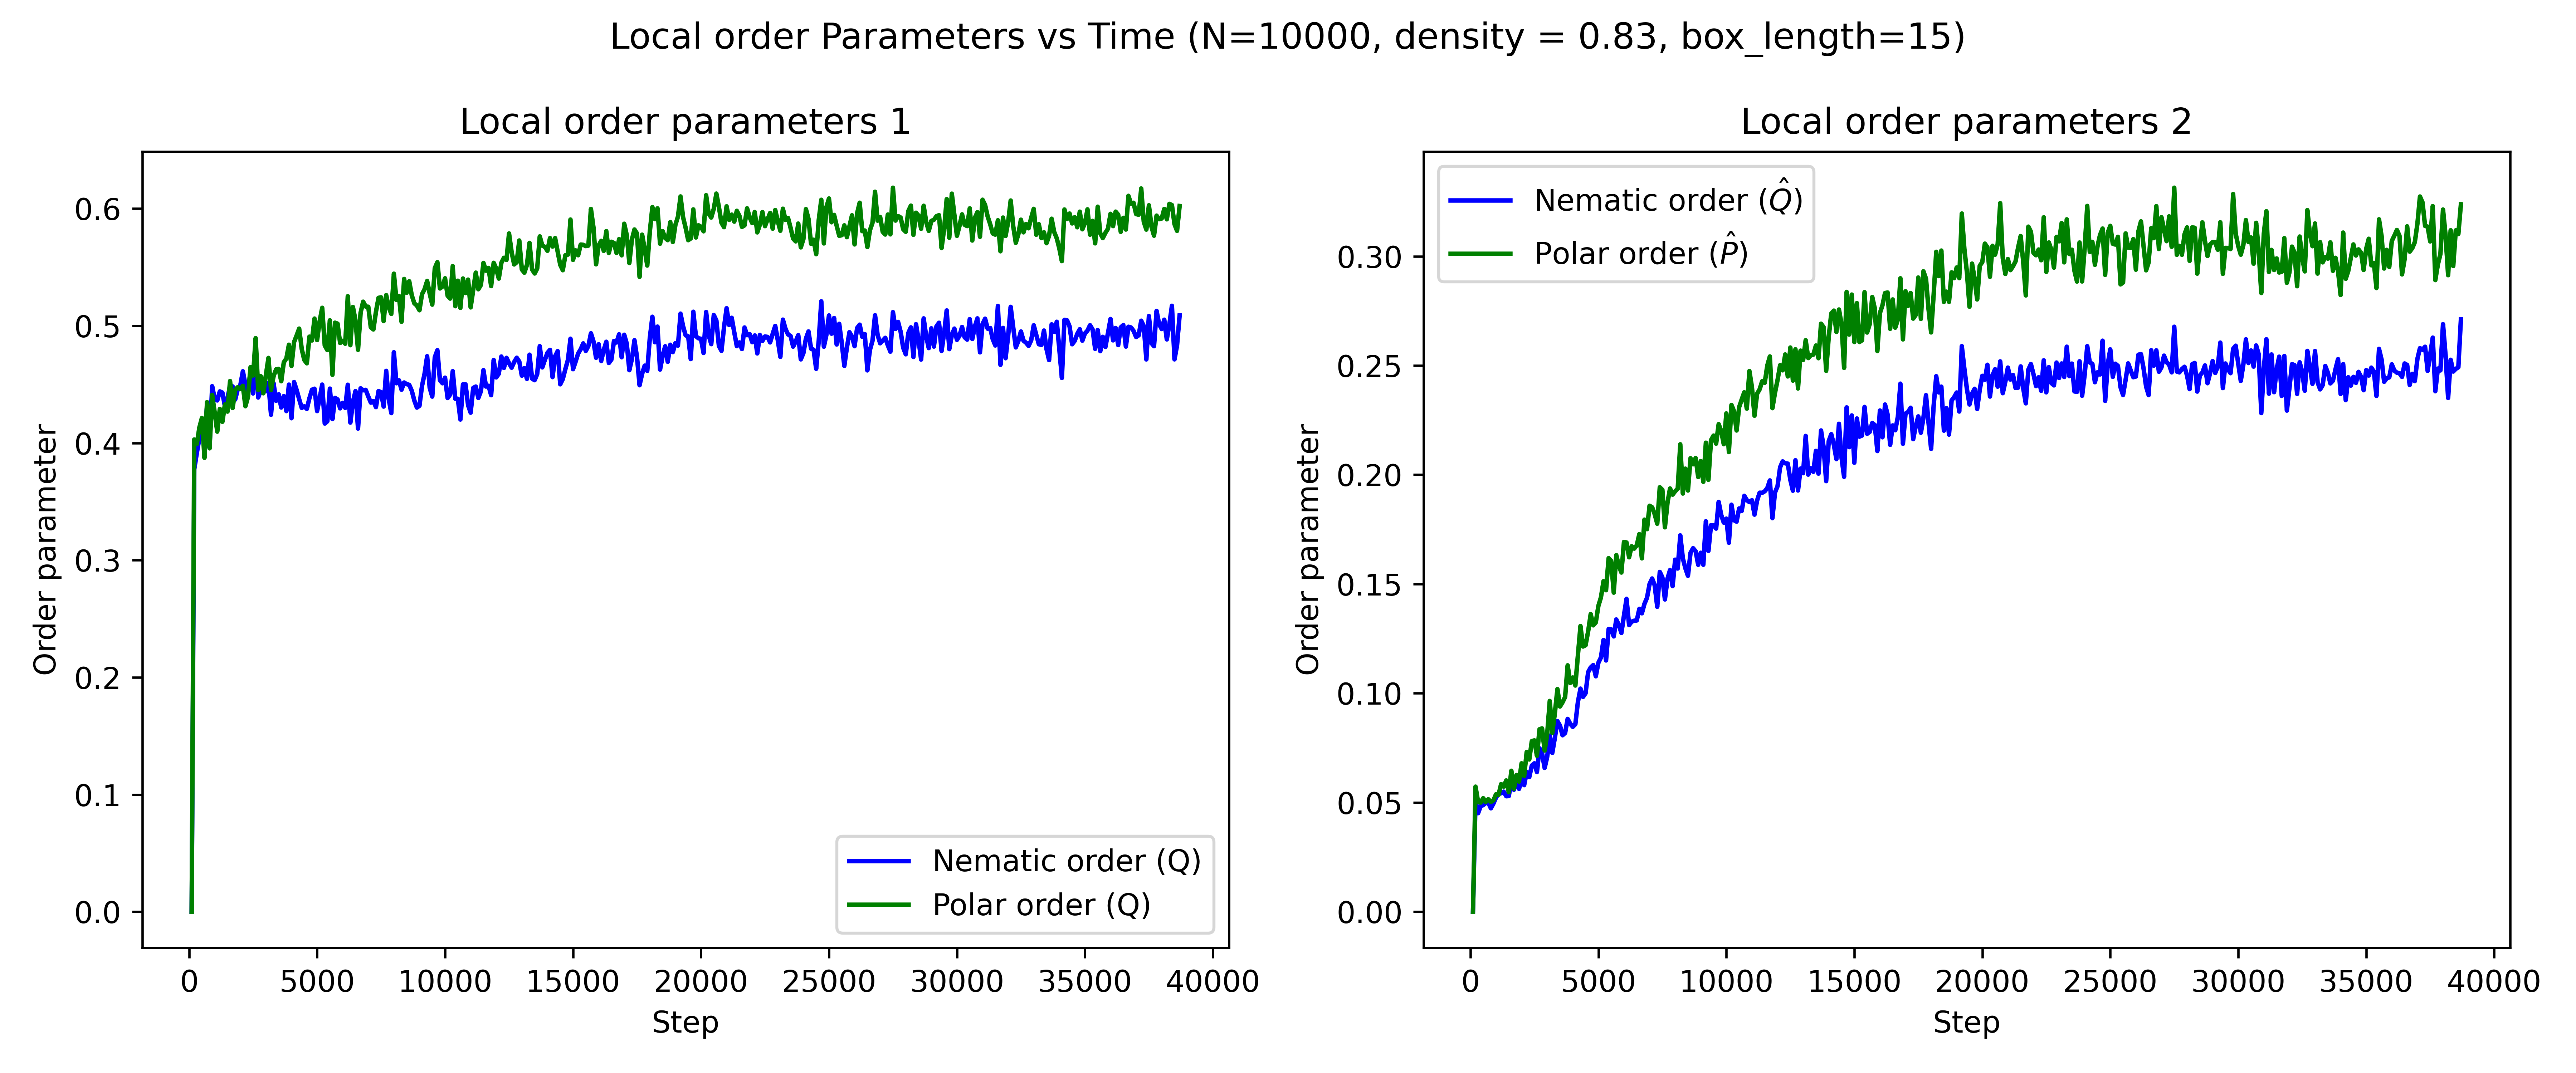 Local order Parameters vs Time (N=10000, density = 0.83, box_length=15)
Local order parameters 1
Order parameter
0.6
0.5
0.4
0.3
0.2
0.1
0.0
Nematic order (Q)
Polar order (Q)
0 5000 10000 15000 20000 25000 30000 35000 40000
Step
Local order parameters 2
Order parameter
0.30
0.25
0.20
0.15
0.10
0.05
0.00
Nematic order (Q̂)
Polar order (P̂)
0 5000 10000 15000 20000 25000 30000 35000 40000
Step